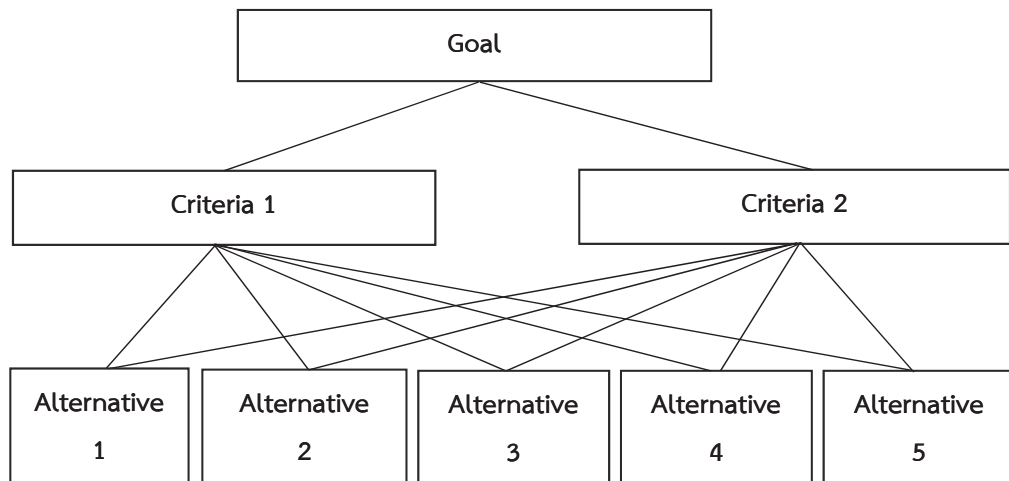 Goal
Criteria 1
Criteria 2
Alternative
1
Alternative
2
Alternative
3
Alternative
4
Alternative
5